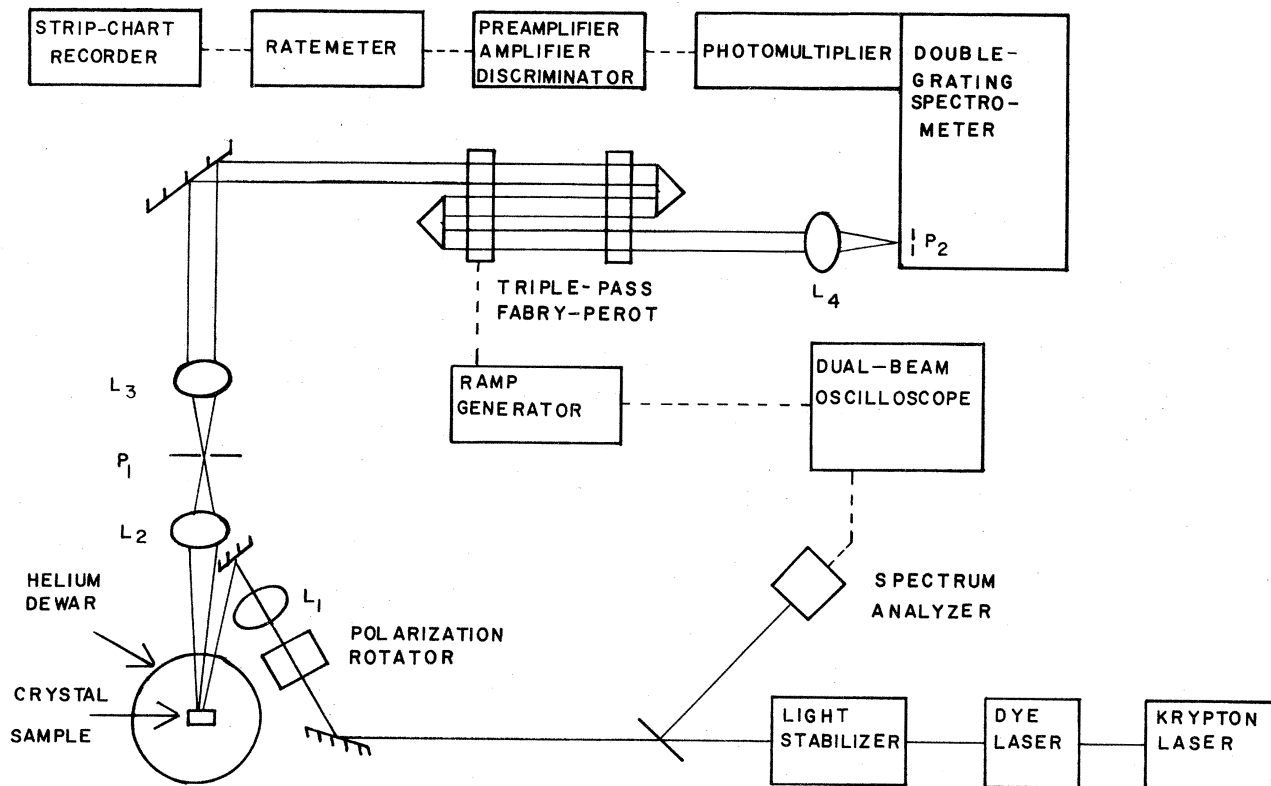 STRIP-CHART
RECORDER
RATEMETER
PREAMPLIFIER
AMPLIFIER
DISCRIMINATOR
PHOTOMULTIPLIER
DOUBLE-
GRATING
SPECTRO-
METER
P2
L4
TRIPLE-PASS
FABRY-PEROT
L3
RAMP
GENERATOR
DUAL-BEAM
OSCILLOSCOPE
P1
L2
HELIUM
DEWAR
L1
POLARIZATION
ROTATOR
SPECTRUM
ANALYZER
CRYSTAL
SAMPLE
LIGHT
STABILIZER
DYE
LASER
KRYPTON
LASER